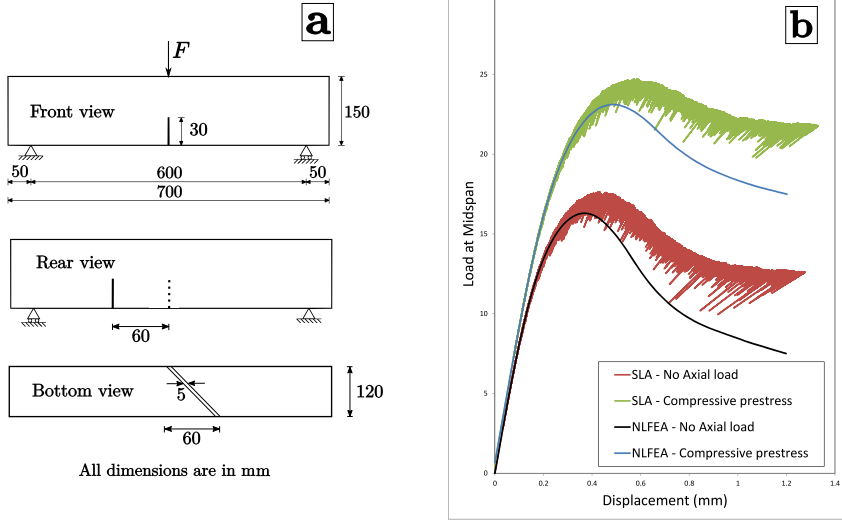 a
F
Front view
30
150
50
600
50
700
Rear view
60
Bottom view
5
120
60
All dimensions are in mm
b
Load at Midspan
25
20
15
10
5
0
0
0.2
0.4
0.6
0.8
1
1.2
1.4
Displacement (mm)
SLA - No Axial load
SLA - Compressive prestress
NLFEA - No Axial load
NLFEA - Compressive prestress